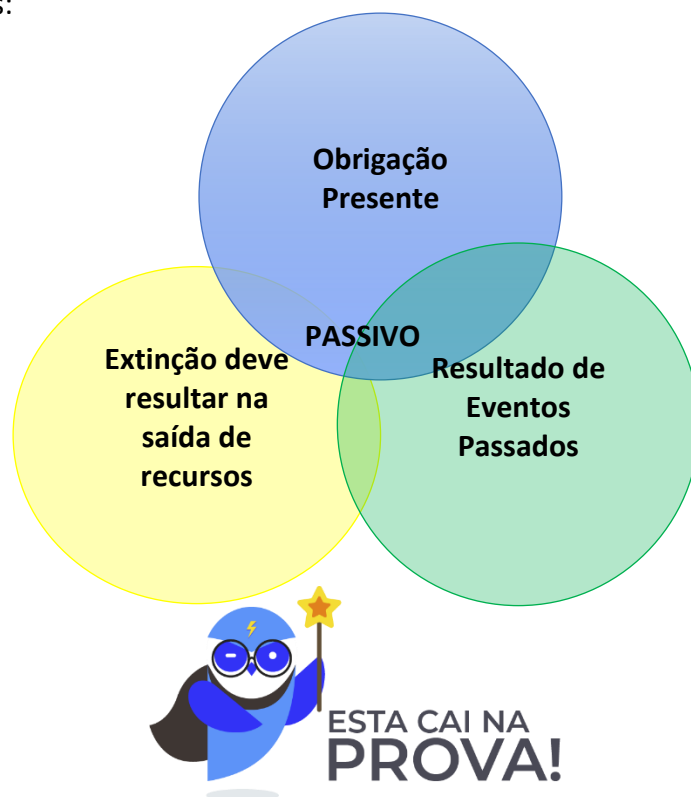 s:
Obrigação
Presente
PASSIVO
Extinção deve
resultar na
saída de
recursos
Resultado de
Eventos
Passados
ESTA CAI NA
PROVA!